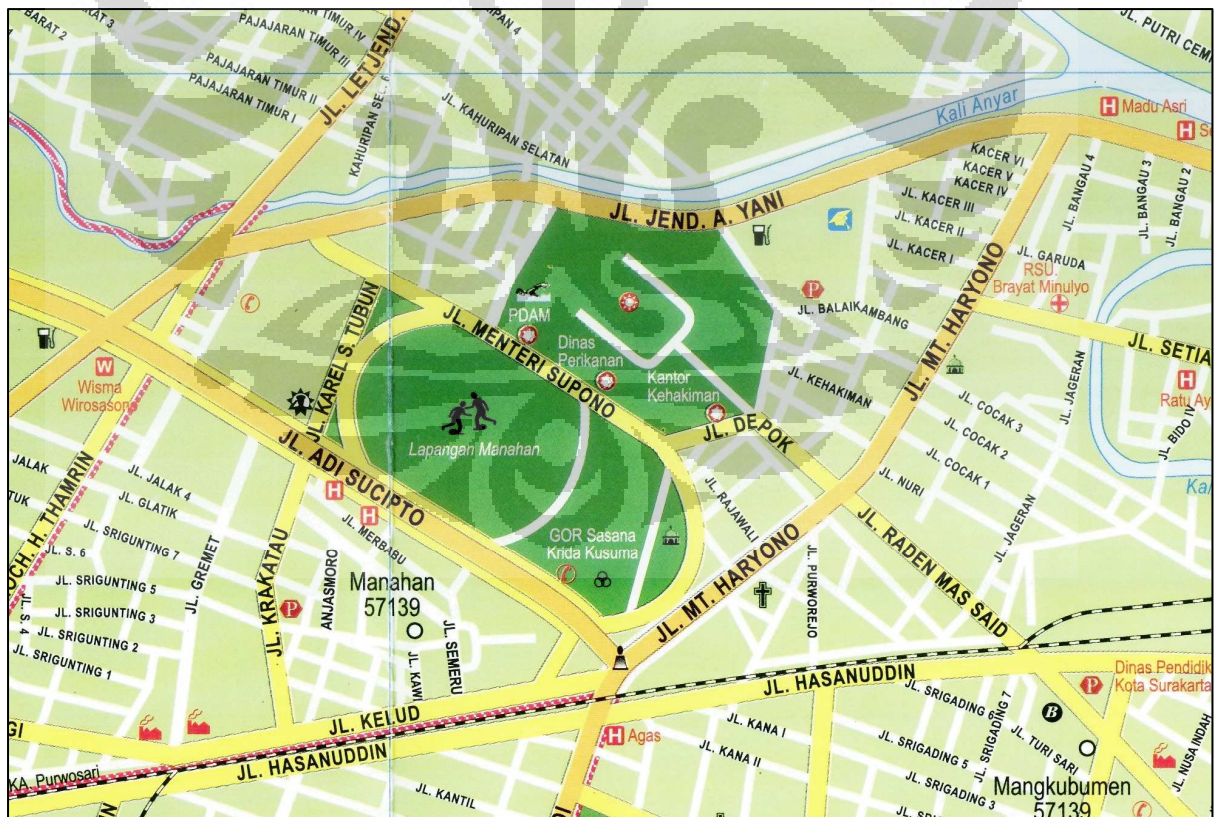 JL. LETJEND.
PAJAJARAN TIMUR IV
PAJAJARAN TIMUR III
PAJAJARAN TIMUR II
PAJAJARAN TIMUR I
BARAT 2
KAHURIPAN SEL. 6
JL. KAHURIPAN SELATAN
Kali Anyar
JL. PUTRI CEM
H Madu Asri
H
JL. JEND. A. YANI
KACER VI
KACER V
KACER IV
JL. KACER III
JL. KACER II
JL. KACER I
JL. BANGAU 4
JL. BANGAU 3
JL. BANGAU 2
JL. GARUDA
RSU.
Brayat Minulyo
P
JL. BALAIKAMBANG
JL. MT. HARYONO
JL. SETIA
H
Ratu Ay
PDAM
Dinas
Perikanan
Kantor
Kehakiman
JL. KEHAKIMAN
JL. KAREL S. TUBUN
JL. MENTERI SUPONO
JL. DEPOK
W
Wisma
Lapangan Manahan
JL. ADI SUCIPTO
H
H
JL. COCAK 3
JL. COCAK 2
JL. COCAK 1
JL. JAGERAN
JL. BIDO IV
JL. NURI
JL. RAJAWALI
JALAK
JL. JALAK 4
JL. GLATIK
JL. SRIGUNTING 7
JL. S. 6
JL. SRIGUNTING 5
JL. SRIGUNTING 3
JL. S. 4
JL. SRIGUNTING 2
JL. SRIGUNTING 1
OCH. H. THAMRIN
JL. GREMET
JL. KRAKATAU
P
ANJASMORO
JL. MERBABU
Manahan
57139
JL. KAWI
JL. SEMERU
GOR Sasana
Krida Kusuma
JL. MT. HARYONO
JL. PURWOREJO
JL. RADEN MAS SAID
JL. JAGERAN
JL. HASANUDDIN
JL. KELUD
JL. HASANUDDIN
GI
KA. Purwosari
JL. KANTIL
H Agas
JL. KANA I
JL. KANA II
JL. SRIGADING 6
JL. SRIGADING 7
JL. SRIGADING 5
JL. SRIGADING 3
JL. TURI SARI
B
P
Dinas Pendidik
Kota Surakarta
JL. NUSA INDAH
Mangkubumen
57139